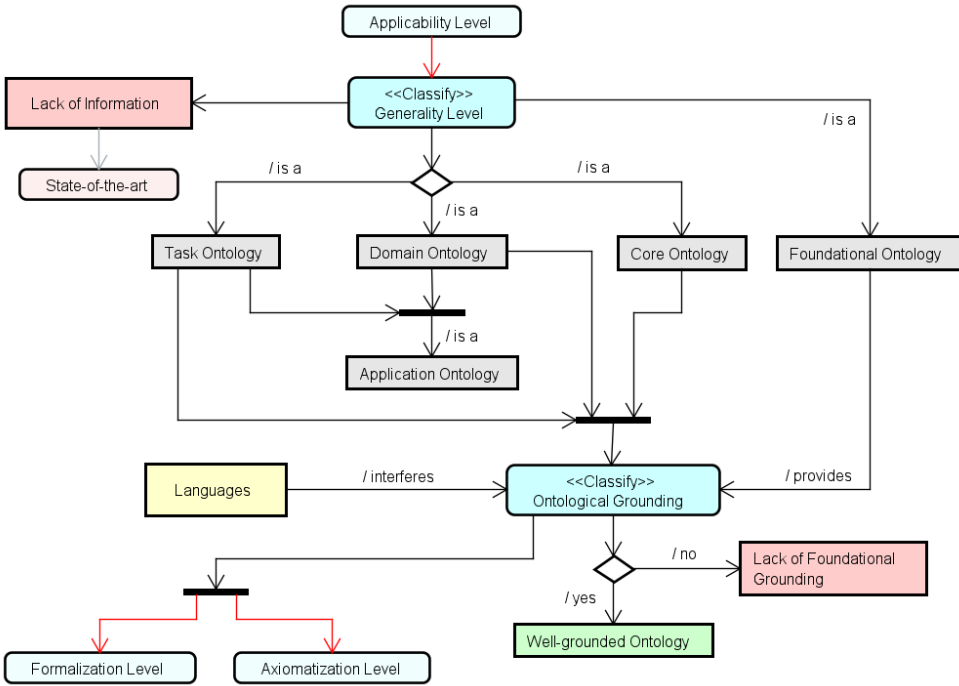 Applicability Level
<<Classify>>
Generality Level
Lack of Information
/ is a
State-of-the-art
/ is a
/ is a
/ is a
Task Ontology
Domain Ontology
Core Ontology
Foundational Ontology
/ is a
Application Ontology
Languages
/ interferes
<<Classify>>
Ontological Grounding
/ provides
/ no
Lack of Foundational
Grounding
/ yes
Well-grounded Ontology
Formalization Level
Axiomatization Level